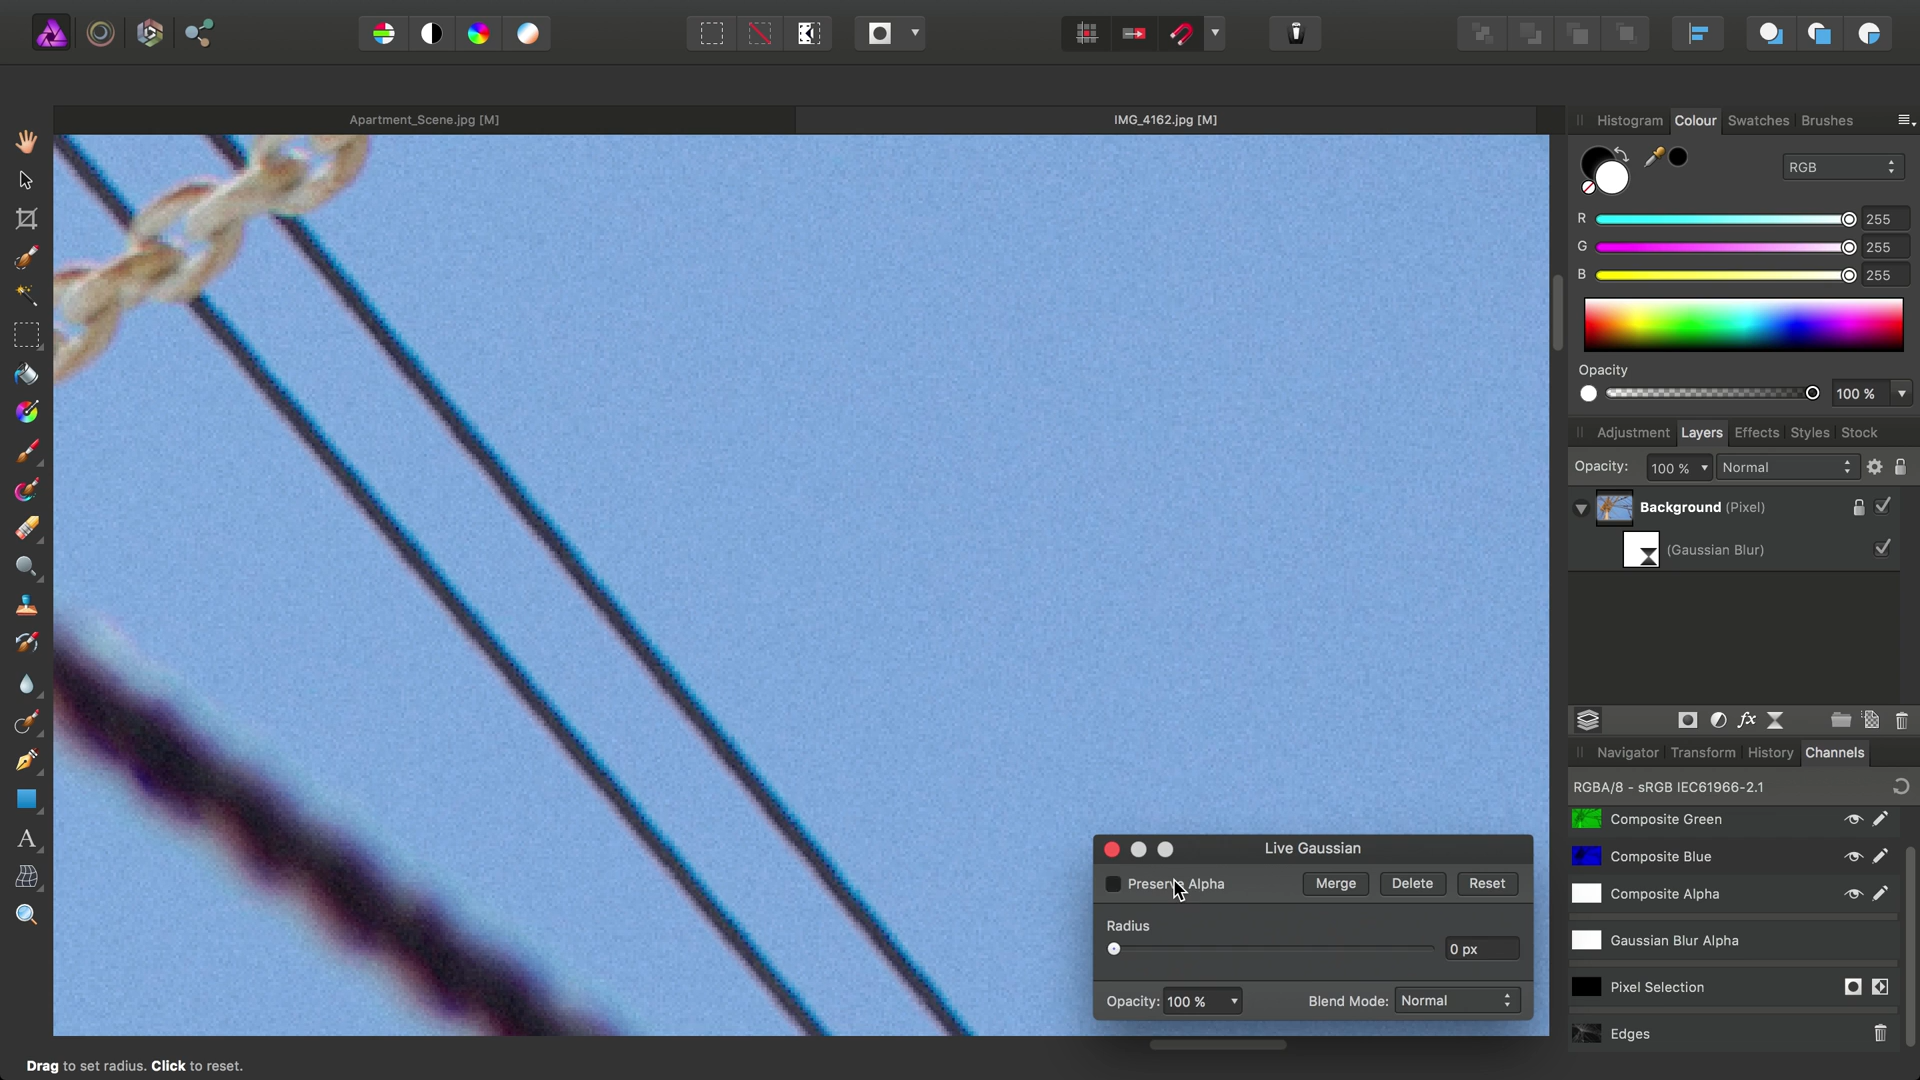 Apartment_Scene.jpg [M]
IMG_4162.jpg [M]
Histogram Colour Swatches Brushes
RGB
R 255
G 255
B 255
Opacity
100 %
Adjustment Layers Effects Styles Stock
Opacity: 100 % Normal
Background (Pixel)
(Gaussian Blur)
Navigator Transform History Channels
RGBA/8 - sRGB IEC61966-2.1
Composite Green
Composite Blue
Composite Alpha
Gaussian Blur Alpha
Pixel Selection
Edges
Live Gaussian
Preserve Alpha Merge Delete Reset
Radius
0 px
Opacity: 100 % Blend Mode: Normal
A
Drag to set radius. Click to reset.